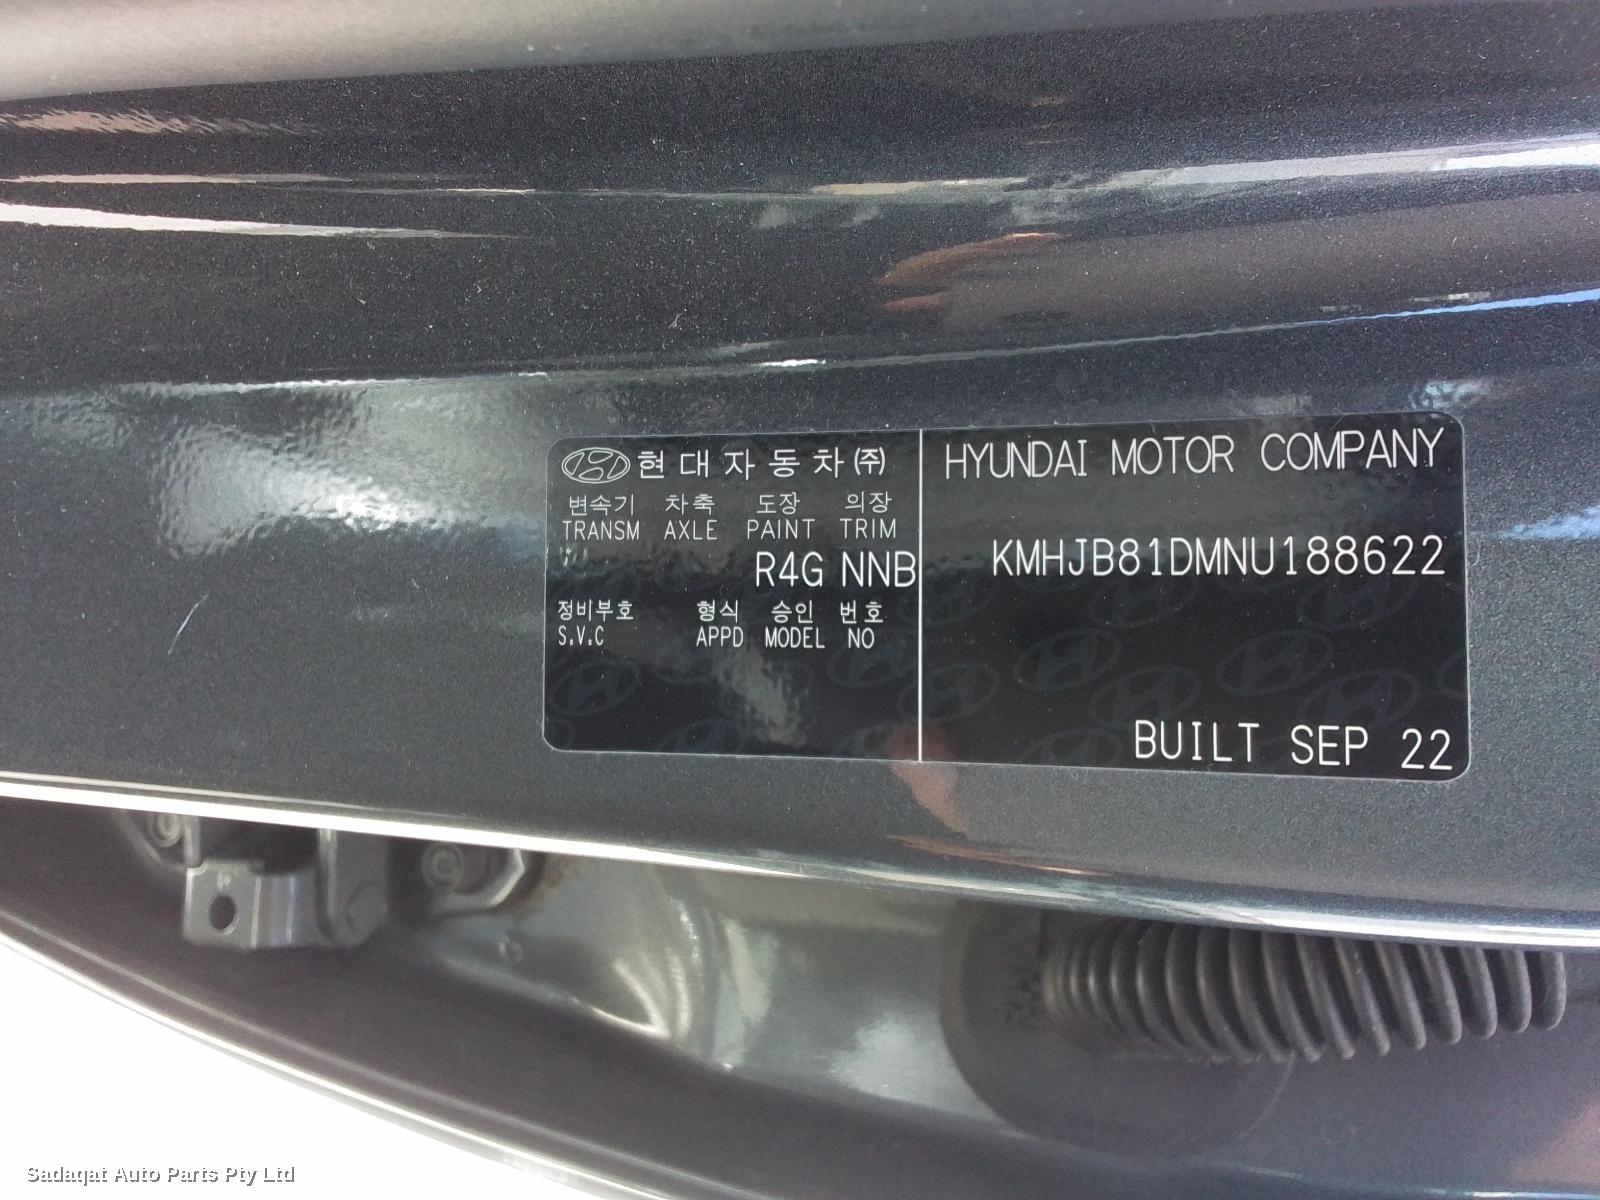 현대자동차(주)
변속기 차축 도장 의장
TRANSM AXLE PAINT TRIM
R4G NNB
정비부호 형식 승인 번호
S.V.C APPD MODEL NO
HYUNDAI MOTOR COMPANY
KMHJB81DMNU188622
BUILT SEP 22
Sadaqat Auto Parts Pty Ltd